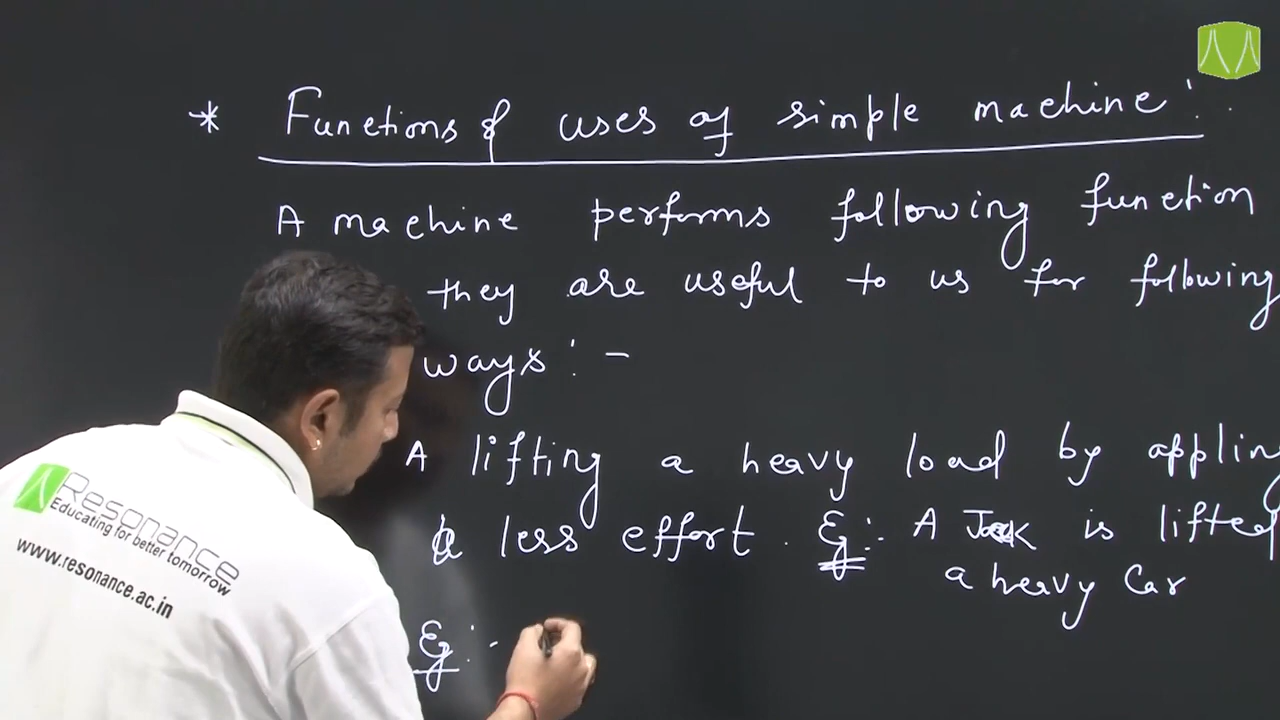 * Functions & uses of simple machine :
A machine performs following function
they are useful to us for following
ways : -
A lifting a heavy load by applin
less effort . Eg : - A Jack is lifted
a heavy Car
Eg : -
Resonance
Educating for better tomorrow
www.resonance.ac.in